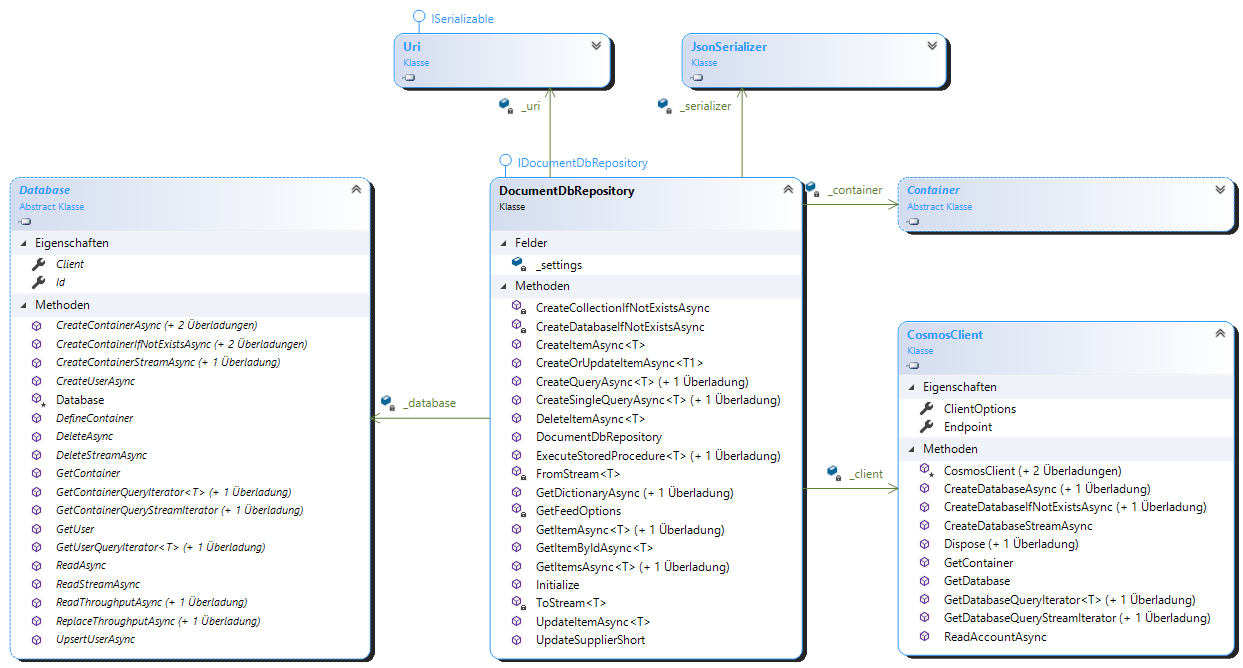 ISerializable
Uri
Klasse
JsonSerializer
Klasse
_uri
_serializer
IDocumentDbRepository
Database
Abstract Klasse
Eigenschaften
Client
Id
Methoden
CreateContainerAsync (+ 2 Überladungen)
CreateContainerIfNotExistsAsync (+ 2 Überladungen)
CreateContainerStreamAsync (+ 1 Überladung)
CreateUserAsync
Database
DefineContainer
DeleteAsync
DeleteStreamAsync
GetContainer
GetContainerQueryIterator<T> (+ 1 Überladung)
GetContainerQueryStreamIterator (+ 1 Überladung)
GetUser
GetUserQueryIterator<T> (+ 1 Überladung)
ReadAsync
ReadStreamAsync
ReadThroughputAsync (+ 1 Überladung)
ReplaceThroughputAsync (+ 1 Überladung)
UpsertUserAsync
_database
DocumentDbRepository
Klasse
Felder
_settings
Methoden
CreateCollectionIfNotExistsAsync
CreateDatabaseIfNotExistsAsync
CreateItemAsync<T>
CreateOrUpdateItemAsync<T1>
CreateQueryAsync<T> (+ 1 Überladung)
CreateSingleQueryAsync<T> (+ 1 Überladung)
DeleteItemAsync<T>
DocumentDbRepository
ExecuteStoredProcedure<T> (+ 1 Überladung)
FromStream<T>
GetDictionaryAsync (+ 1 Überladung)
GetFeedOptions
GetItemAsync<T> (+ 1 Überladung)
GetItemByIdAsync<T>
GetItemsAsync<T> (+ 1 Überladung)
Initialize
ToStream<T>
UpdateItemAsync<T>
UpdateSupplierShort
_container
Container
Abstract Klasse
_client
CosmosClient
Klasse
Eigenschaften
ClientOptions
Endpoint
Methoden
CosmosClient (+ 2 Überladungen)
CreateDatabaseAsync (+ 1 Überladung)
CreateDatabaseIfNotExistsAsync (+ 1 Überladung)
CreateDatabaseStreamAsync
Dispose (+ 1 Überladung)
GetContainer
GetDatabase
GetDatabaseQueryIterator<T> (+ 1 Überladung)
GetDatabaseQueryStreamIterator (+ 1 Überladung)
ReadAccountAsync